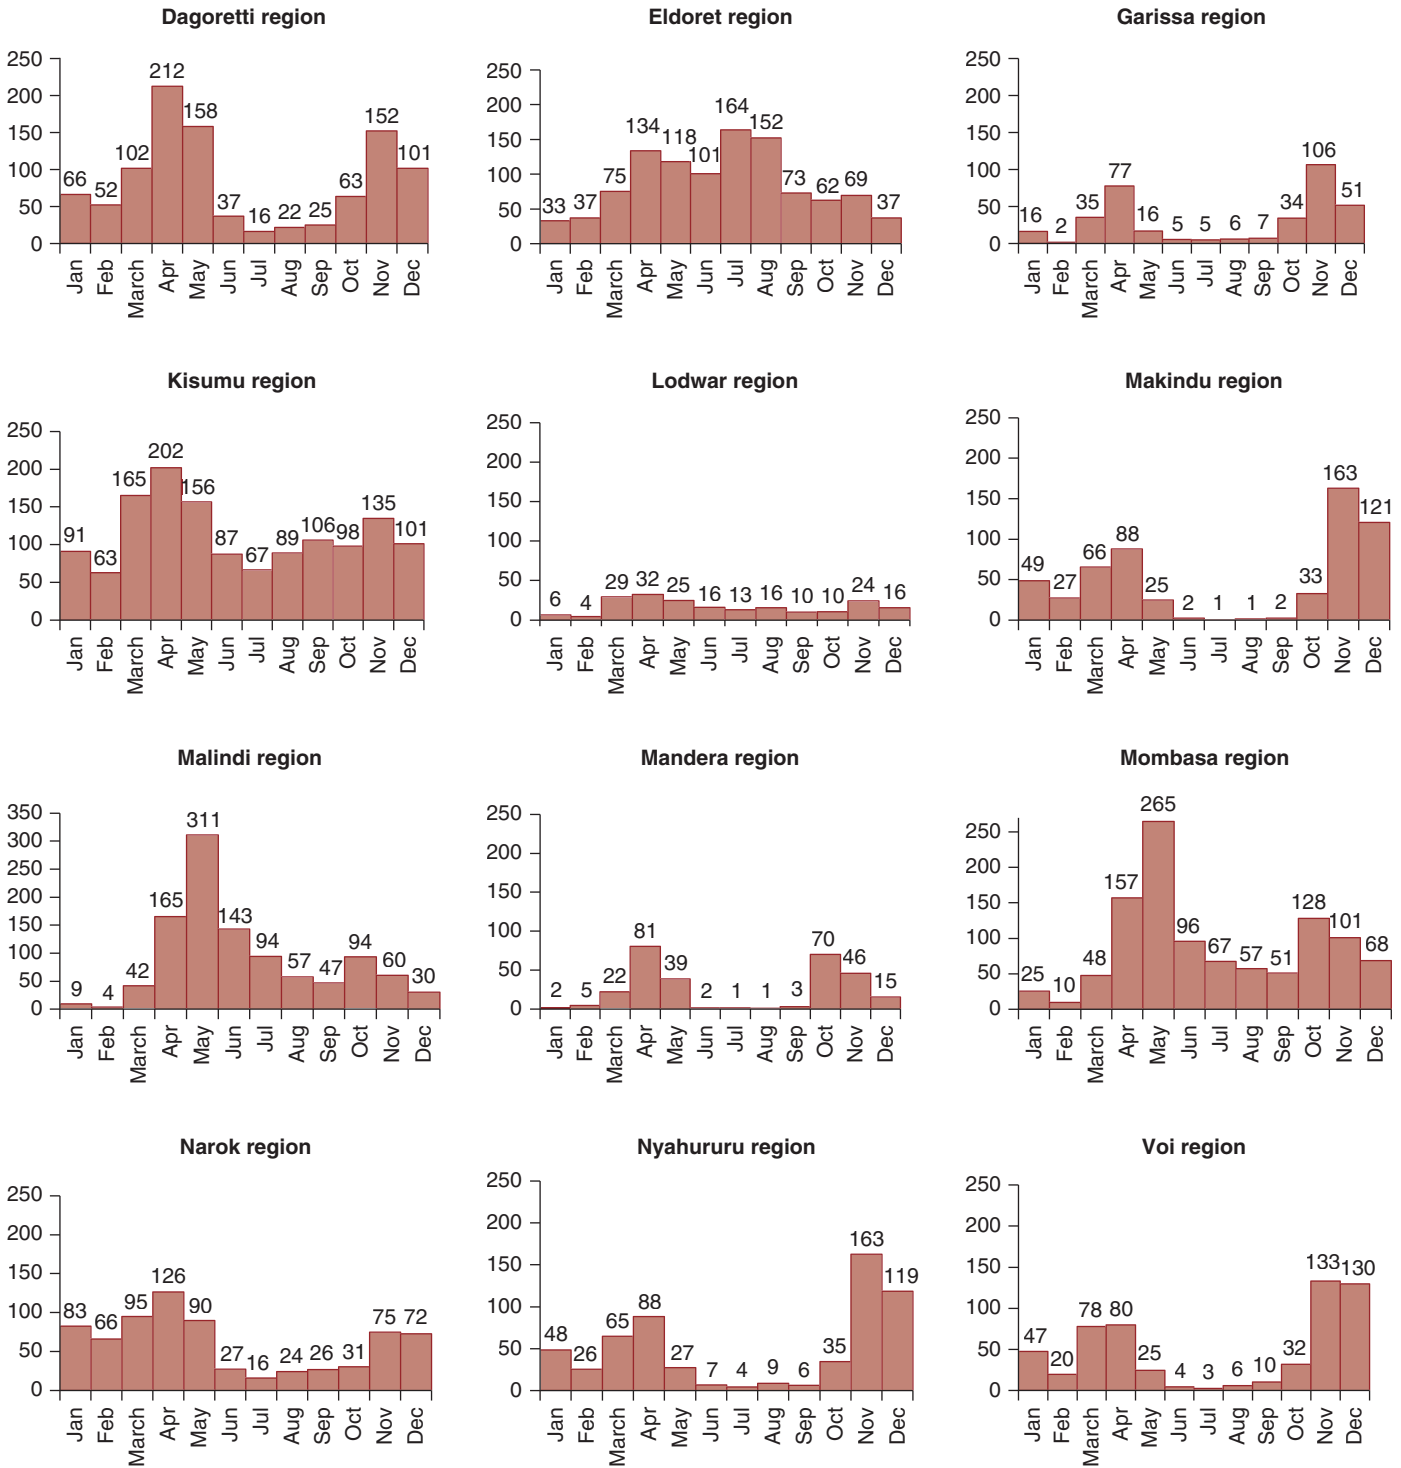 Dagoretti region
250
200
150
100
50
0
66 52 102 212 158 37 16 22 25 63 152 101
Jan Feb March Apr May Jun Jul Aug Sep Oct Nov Dec
Eldoret region
250
200
150
100
50
0
33 37 75 134 118 101 164 152 73 62 69 37
Jan Feb March Apr May Jun Jul Aug Sep Oct Nov Dec
Garissa region
250
200
150
100
50
0
16 2 35 77 16 5 5 6 7 34 106 51
Jan Feb March Apr May Jun Jul Aug Sep Oct Nov Dec
Kisumu region
250
200
150
100
50
0
91 63 165 202 156 87 67 89 106 98 135 101
Jan Feb March Apr May Jun Jul Aug Sep Oct Nov Dec
Lodwar region
250
200
150
100
50
0
6 4 29 32 25 16 13 16 10 10 24 16
Jan Feb March Apr May Jun Jul Aug Sep Oct Nov Dec
Makindu region
250
200
150
100
50
0
49 27 66 88 25 2 1 1 2 33 163 121
Jan Feb March Apr May Jun Jul Aug Sep Oct Nov Dec
Malindi region
350
300
250
200
150
100
50
0
9 4 42 165 311 143 94 57 47 94 60 30
Jan Feb March Apr May Jun Jul Aug Sep Oct Nov Dec
Mandera region
250
200
150
100
50
0
2 5 22 81 39 2 1 1 3 70 46 15
Jan Feb March Apr May Jun Jul Aug Sep Oct Nov Dec
Mombasa region
250
200
150
100
50
0
25 10 48 157 265 96 67 57 51 128 101 68
Jan Feb March Apr May Jun Jul Aug Sep Oct Nov Dec
Narok region
250
200
150
100
50
0
83 66 95 126 90 27 16 24 26 31 75 72
Jan Feb March Apr May Jun Jul Aug Sep Oct Nov Dec
Nyahururu region
250
200
150
100
50
0
48 26 65 88 27 7 4 9 6 35 163 119
Jan Feb March Apr May Jun Jul Aug Sep Oct Nov Dec
Voi region
250
200
150
100
50
0
47 20 78 80 25 4 3 6 10 32 133 130
Jan Feb March Apr May Jun Jul Aug Sep Oct Nov Dec